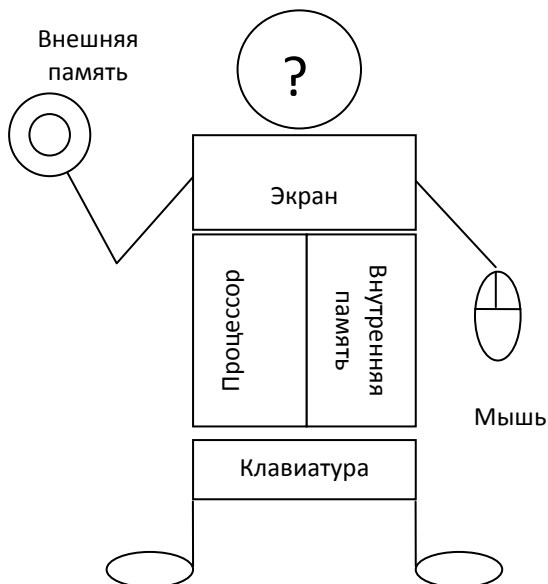 Внешняя
память
?
Экран
Процессор
Внутренняя
память
Мышь
Клавиатура